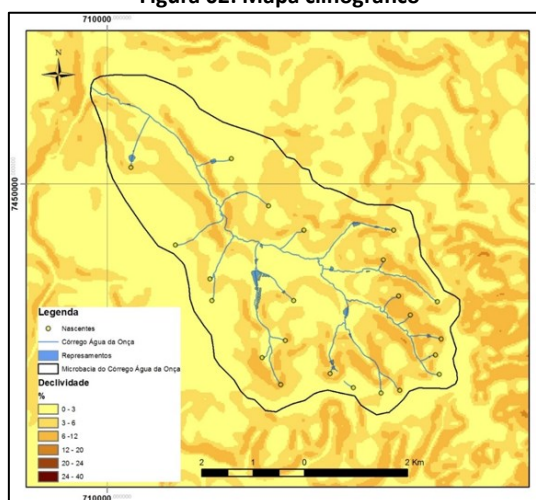 Figura 02: Mapa clinográfico
710000
N
7450000
Legenda
Nascentes
Córrego Água da Onça
Represamentos
Microbacia do Córrego Água da Onça
Declividade
%
0 - 3
3 - 6
6 -12
12 - 20
20 - 24
24 - 40
2 1 0 2 Km
710000